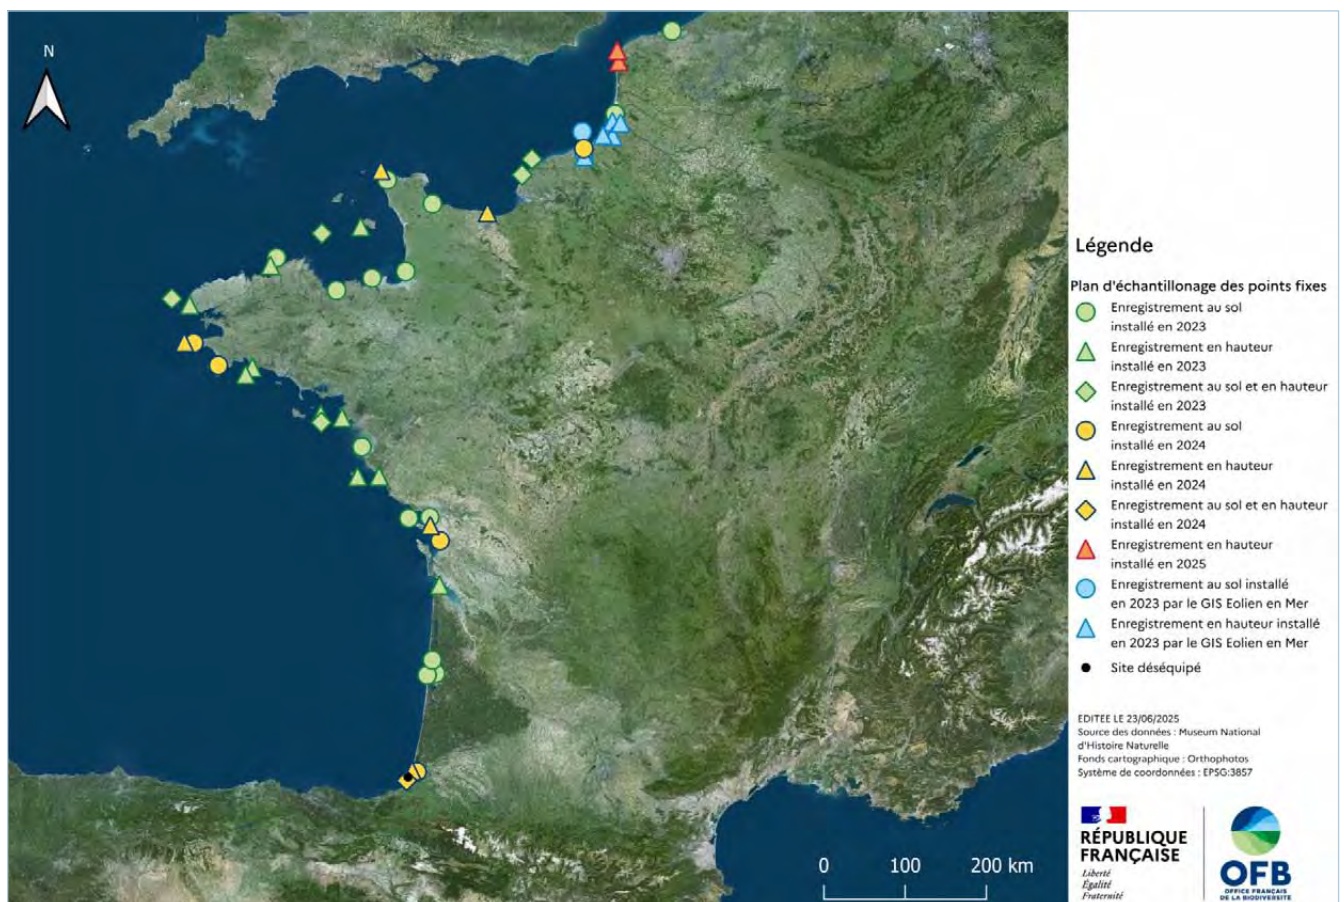 N
Légende
Plan d'échantillonage des points fixes
Enregistrement au sol
installé en 2023
Enregistrement en hauteur
installé en 2023
Enregistrement au sol et en hauteur
installé en 2023
Enregistrement au sol
installé en 2024
Enregistrement en hauteur
installé en 2024
Enregistrement au sol et en hauteur
installé en 2024
Enregistrement en hauteur
installé en 2025
Enregistrement au sol installé
en 2023 par le GIS Eolien en Mer
Enregistrement en hauteur installé
en 2023 par le GIS Eolien en Mer
Site déséquipé
EDITEE LE 23/06/2025
Source des données : Museum National
d'Histoire Naturelle
Fonds cartographique : Orthophotos
Système de coordonnées : EPSG:3857
0 100 200 km
RÉPUBLIQUE
FRANÇAISE
Liberté
Égalité
Fraternité
OFB
OFFICE FRANÇAIS
DE LA BIODIVERSITÉ